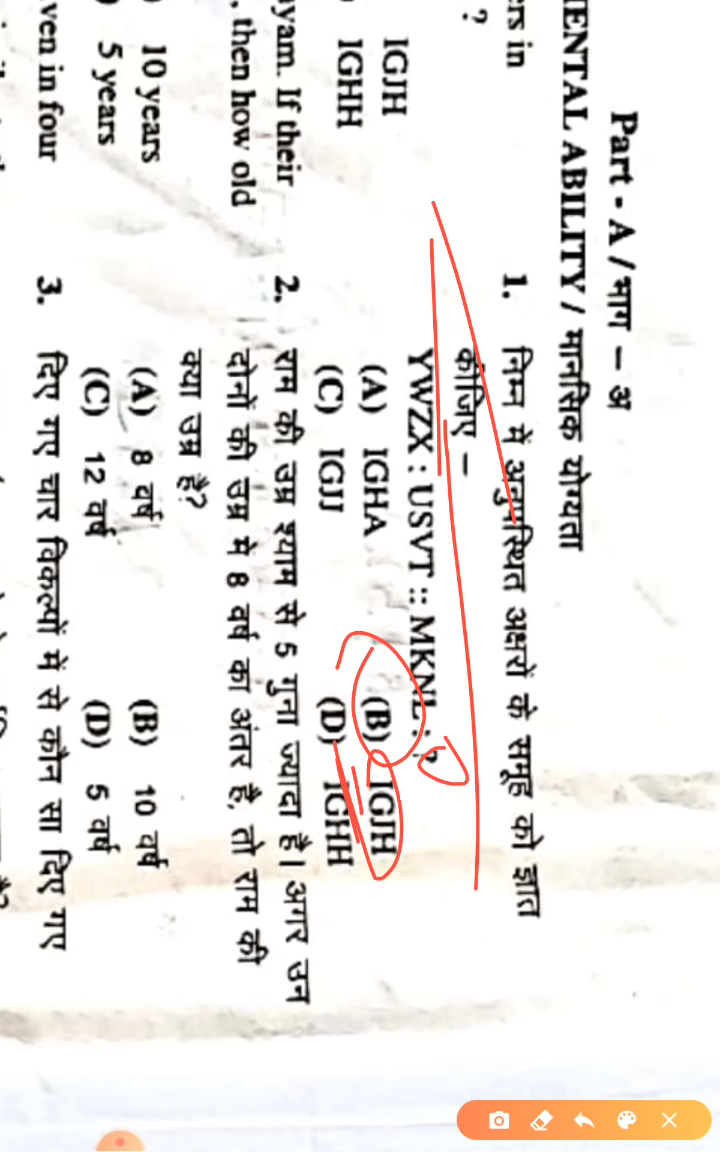 Part - A / भाग – अ
MENTAL ABILITY / मानसिक योग्यता
ers in
?
IGJH
IGHH
yam. If their
, then how old
10 years
5 years
ven in four
1. निम्न में अनुपस्थित अक्षरों के समूह को ज्ञात
कीजिए –
YWZX : USVT :: MKNL : ?
(A) IGHA (B) IGJH
(C) IGJJ (D) IGHH
2. राम की उम्र श्याम से 5 गुना ज्यादा है। अगर उन
दोनों की उम्र में 8 वर्ष का अंतर है, तो राम की
क्या उम्र है?
(A) 8 वर्ष (B) 10 वर्ष
(C) 12 वर्ष (D) 5 वर्ष
3. दिए गए चार विकल्पों में से कौन सा दिए गए